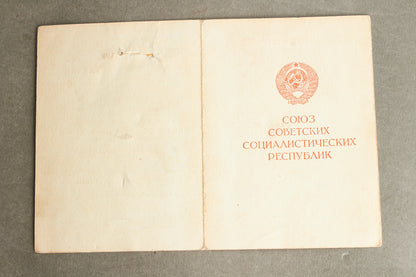 СОЮЗ
СОВЕТСКИХ
СОЦИАЛИСТИЧЕСКИХ
РЕСПУБЛИК